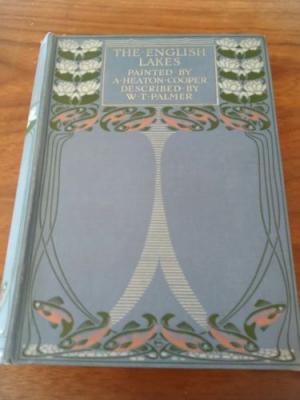 THE·ENGLISH
LAKES
PAINTED·BY
A·HEATON·COOPER
DESCRIBED·BY
W·T·PALMER